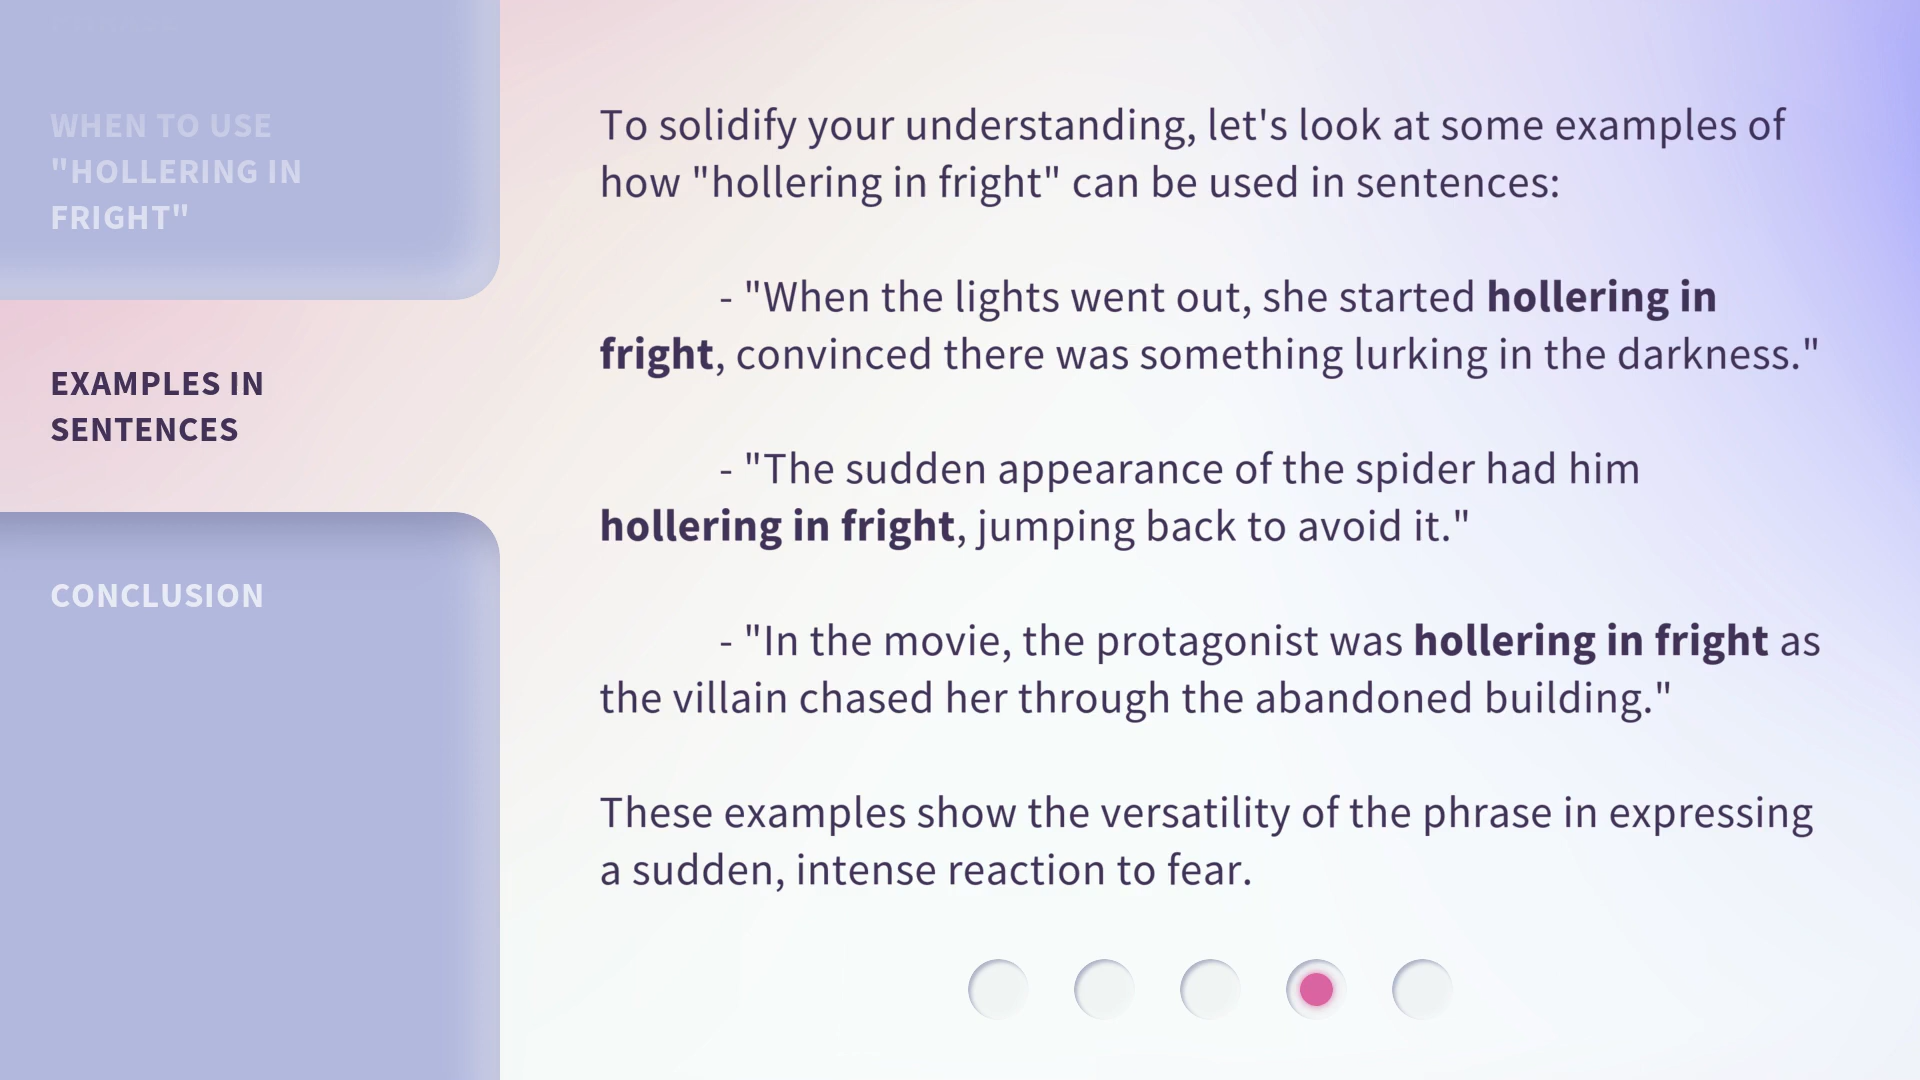 WHEN TO USE
"HOLLERING IN
FRIGHT"
EXAMPLES IN
SENTENCES
CONCLUSION
To solidify your understanding, let's look at some examples of
how "hollering in fright" can be used in sentences:
- "When the lights went out, she started hollering in
fright, convinced there was something lurking in the darkness."
- "The sudden appearance of the spider had him
hollering in fright, jumping back to avoid it."
- "In the movie, the protagonist was hollering in fright as
the villain chased her through the abandoned building."
These examples show the versatility of the phrase in expressing
a sudden, intense reaction to fear.